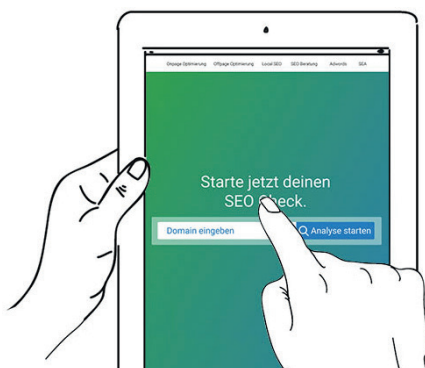 Onpage Optimierung Offpage Optimierung Local SEO SEO Beratung Adwords SEA
Starte jetzt deinen
SEO Check.
Domain eingeben Analyse starten